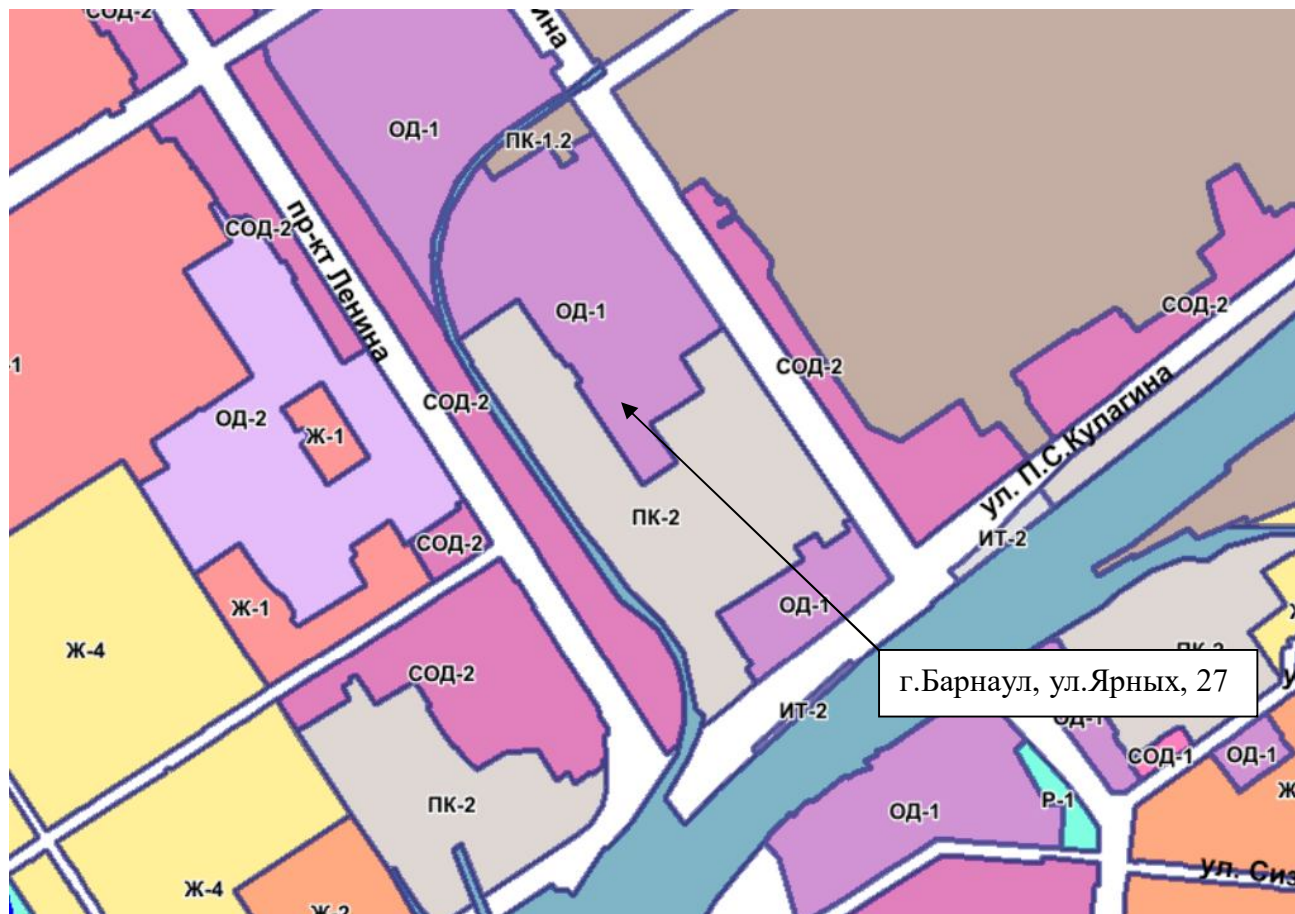 СОД-2
ина
ОД-1
ПК-1.2
СОД-2
пр-кт Ленина
ОД-1
СОД-2
-1
СОД-2
СОД-2
ОД-2
Ж-1
ул. П.С.Кулагина
ПК-2
СОД-2
ИТ-2
Ж-1
ОД-1
Ж-4
ПК-2
СОД-2
г.Барнаул, ул.Ярных, 27
ИТ-2
ОД-1
СОД-1
ОД-1
Р-1
Ж
ПК-2
ОД-1
ул. Сиз
Ж-4
Ж-2